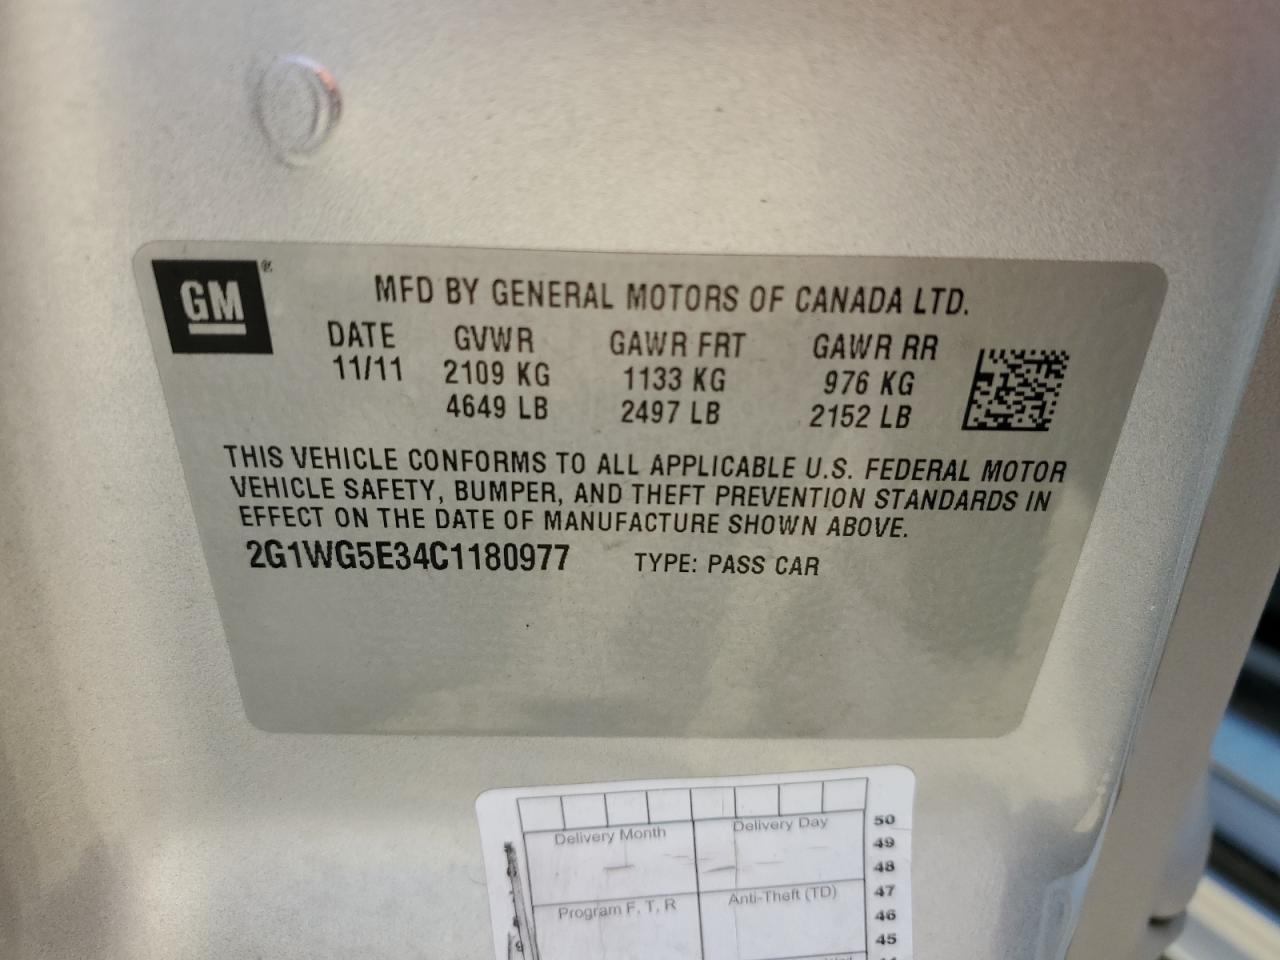 GM®
MFD BY GENERAL MOTORS OF CANADA LTD.
DATE GVWR GAWR FRT GAWR RR
11/11 2109 KG 1133 KG 976 KG
4649 LB 2497 LB 2152 LB
THIS VEHICLE CONFORMS TO ALL APPLICABLE U.S. FEDERAL MOTOR
VEHICLE SAFETY, BUMPER, AND THEFT PREVENTION STANDARDS IN
EFFECT ON THE DATE OF MANUFACTURE SHOWN ABOVE.
2G1WG5E34C1180977 TYPE: PASS CAR
Delivery Month Delivery Day 50
49
48
Program F, T, R Anti-Theft (TD) 47
46
45